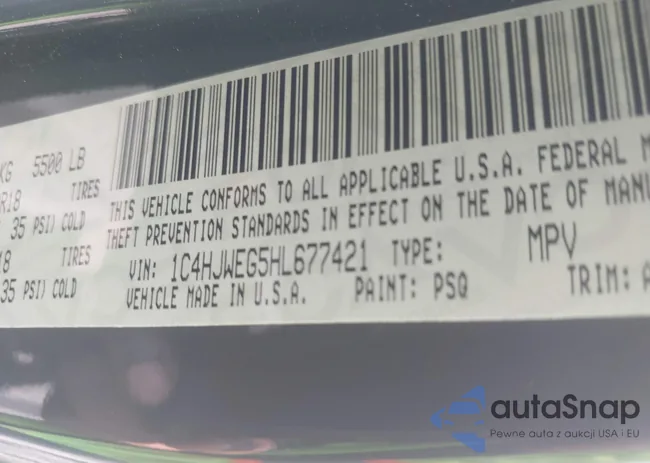 KG 5500 LB
R18 TIRES
35 PSI) COLD
TIRES
35 PSI) COLD
THIS VEHICLE CONFORMS TO ALL APPLICABLE U.S.A. FEDERAL M
THEFT PREVENTION STANDARDS IN EFFECT ON THE DATE OF MANU
VIN: 1C4HJWEG5HL677421 TYPE: MPV
VEHICLE MADE IN U.S.A. PAINT: PSQ TRIM: A
autaSnap
Pewne auta z aukcji USA i EU